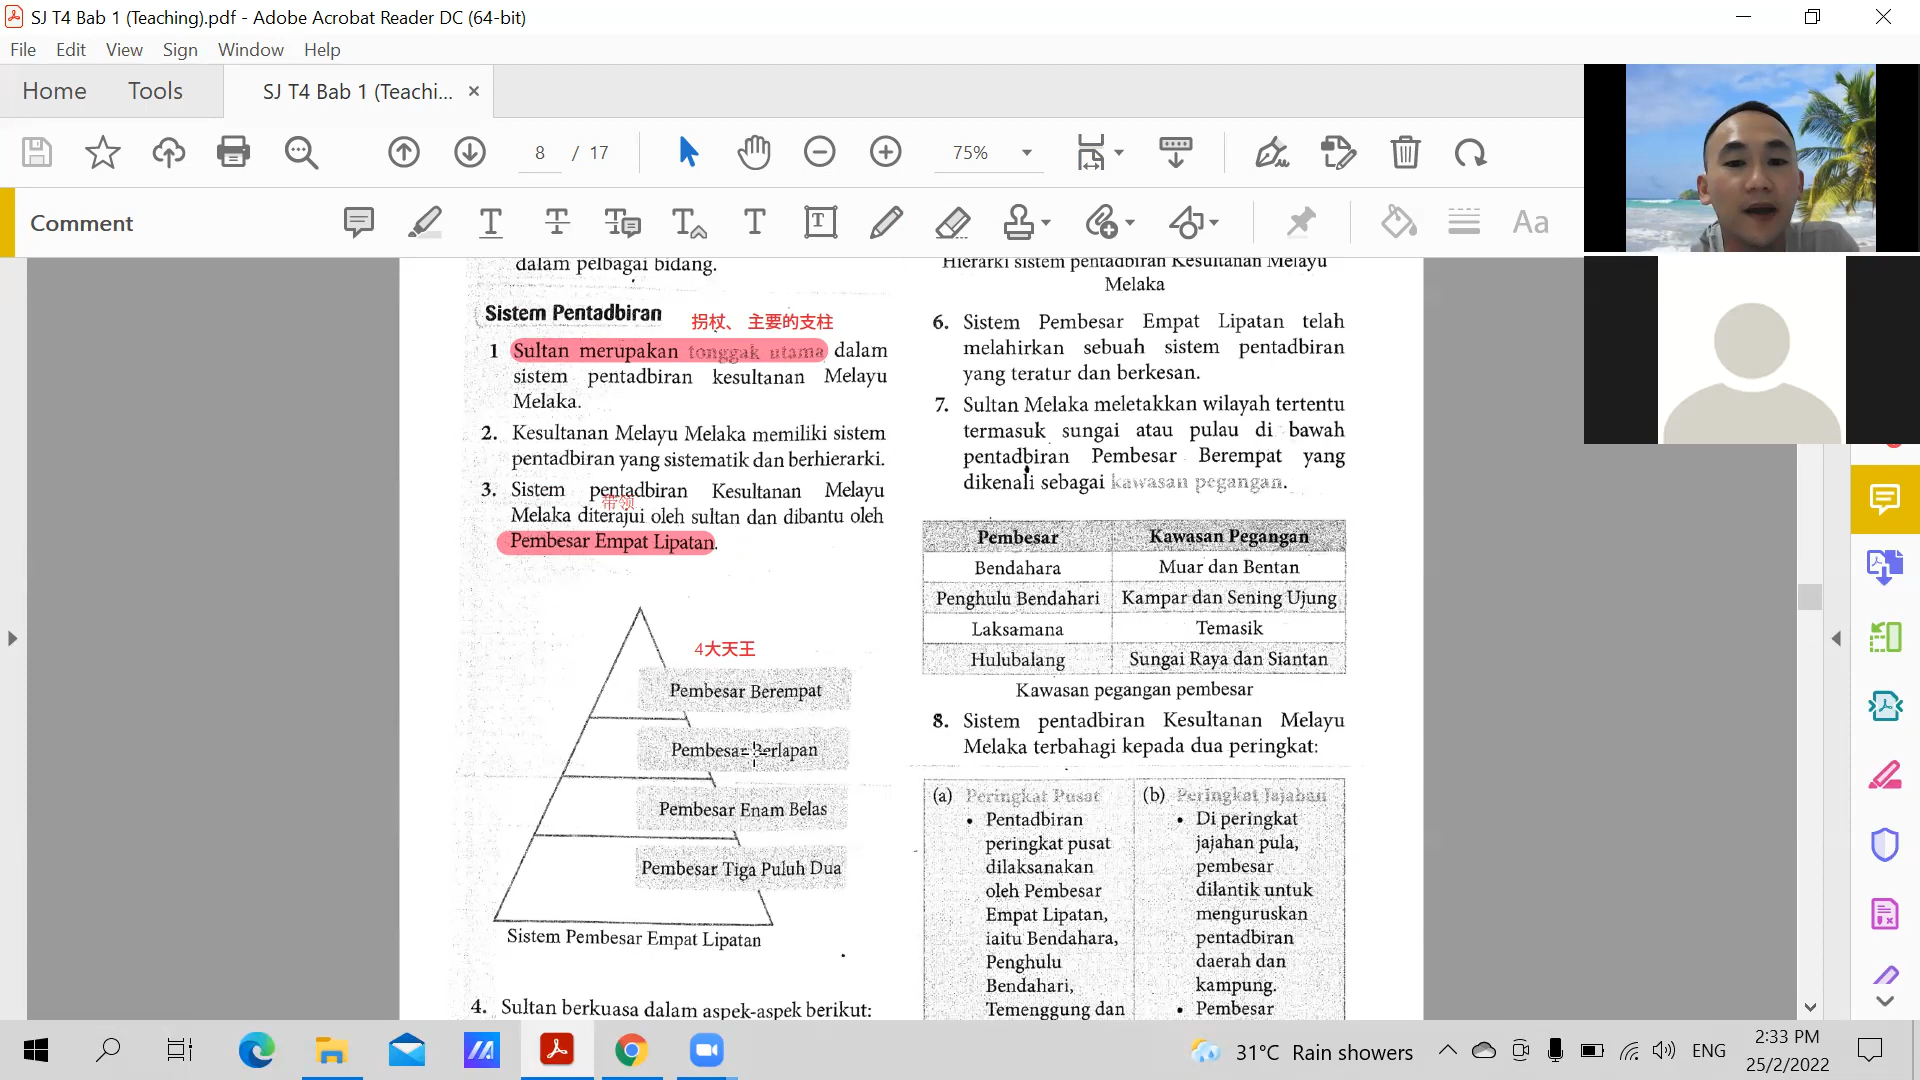 SJ T4 Bab 1 (Teaching).pdf - Adobe Acrobat Reader DC (64-bit)
File Edit View Sign Window Help
Home Tools SJ T4 Bab 1 (Teachi... ×
8 / 17 75%
Comment
Aa
dalam pelbagai bidang.
Sistem Pentadbiran
拐杖、 主要的支柱
1 Sultan merupakan tonggak utama dalam
sistem pentadbiran kesultanan Melayu
Melaka.
2. Kesultanan Melayu Melaka memiliki sistem
pentadbiran yang sistematik dan berhierarki.
3. Sistem pentadbiran Kesultanan Melayu
带领
Melaka diterajui oleh sultan dan dibantu oleh
Pembesar Empat Lipatan.
4大天王
Pembesar Berempat
Pembesar Berlapan
Pembesar Enam Belas
Pembesar Tiga Puluh Dua
Sistem Pembesar Empat Lipatan
4. Sultan berkuasa dalam aspek-aspek berikut:
Hierarki sistem pentadbiran Kesultanan Melayu
Melaka
6. Sistem Pembesar Empat Lipatan telah
melahirkan sebuah sistem pentadbiran
yang teratur dan berkesan.
7. Sultan Melaka meletakkan wilayah tertentu
termasuk sungai atau pulau di bawah
pentadbiran Pembesar Berempat yang
dikenali sebagai kawasan pegangan.
Pembesar Kawasan Pegangan
Bendahara Muar dan Bentan
Penghulu Bendahari Kampar dan Sening Ujung
Laksamana Temasik
Hulubalang Sungai Raya dan Siantan
Kawasan pegangan pembesar
8. Sistem pentadbiran Kesultanan Melayu
Melaka terbahagi kepada dua peringkat:
(a) Peringkat Pusat
• Pentadbiran
peringkat pusat
dilaksanakan
oleh Pembesar
Empat Lipatan,
iaitu Bendahara,
Penghulu
Bendahari,
Temenggung dan
(b) Peringkat Jajahan
• Di peringkat
jajahan pula,
pembesar
dilantik untuk
menguruskan
pentadbiran
daerah dan
kampung.
• Pembesar
31°C Rain showers
ENG
2:33 PM
25/2/2022